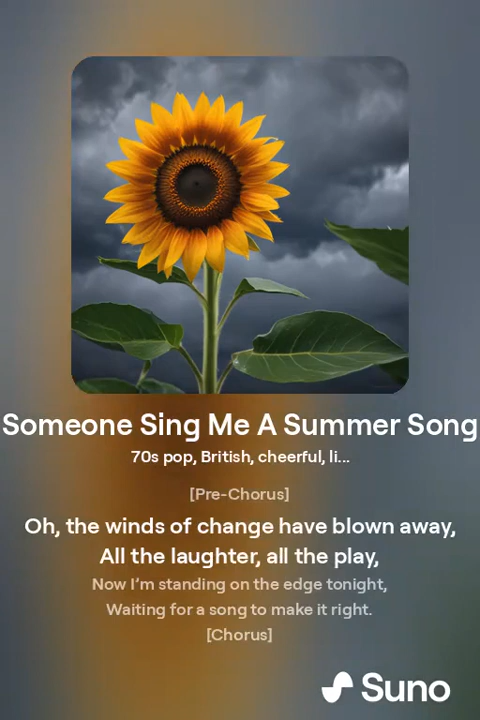 Someone Sing Me A Summer Song
70s pop, British, cheerful, li...
[Pre-Chorus]
Oh, the winds of change have blown away,
All the laughter, all the play,
Now I'm standing on the edge tonight,
Waiting for a song to make it right.
[Chorus]
Suno